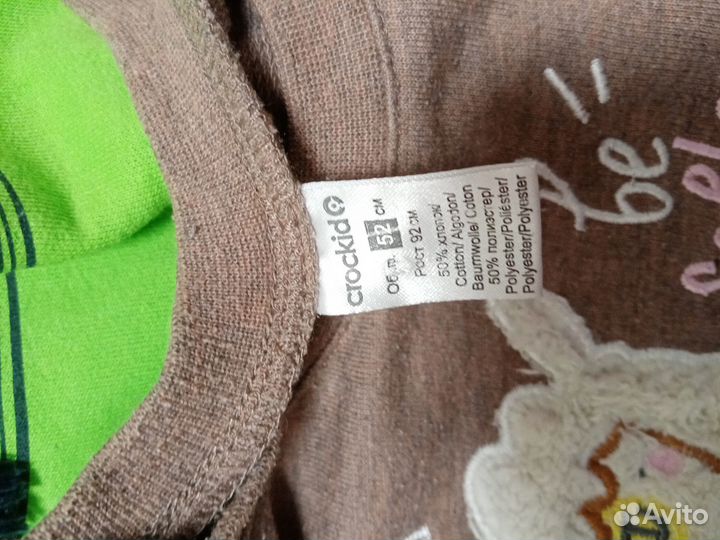 crockid
Об.гр. 52 см
Рост 92 см
50% хлопок/
Cotton/ Algodon/
Baumwolle/ Coton
50% полиэстер/
Polyester/Poliéster/
Polyester/Polyester
be
Avito